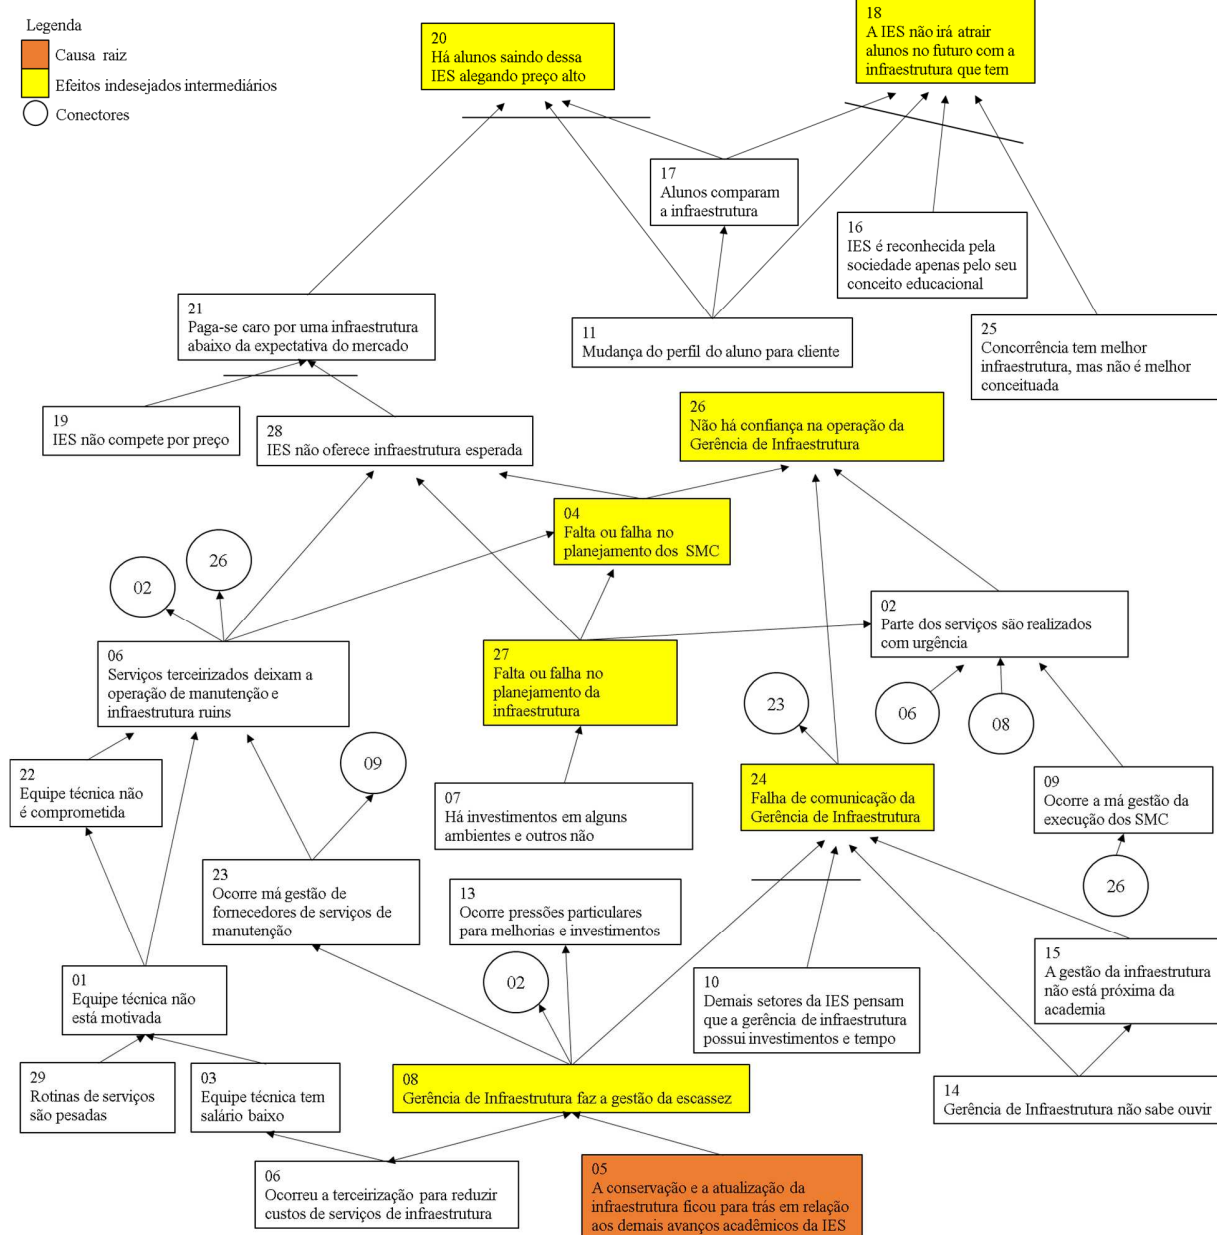 Legenda
Causa raiz
Efeitos indesejados intermediários
Conectores
20
Há alunos saindo dessa
IES alegando preço alto
18
A IES não irá atrair
alunos no futuro com a
infraestrutura que tem
17
Alunos comparam
a infraestrutura
16
IES é reconhecida pela
sociedade apenas pelo seu
conceito educacional
21
Paga-se caro por uma infraestrutura
abaixo da expectativa do mercado
11
Mudança do perfil do aluno para cliente
25
Concorrência tem melhor
infraestrutura, mas não é melhor
conceituada
19
IES não compete por preço
28
IES não oferece infraestrutura esperada
26
Não há confiança na operação da
Gerência de Infraestrutura
04
Falta ou falha no
planejamento dos SMC
02
26
02
Parte dos serviços são realizados
com urgência
06
Serviços terceirizados deixam a
operação de manutenção e
infraestrutura ruins
27
Falta ou falha no
planejamento da
infraestrutura
23
06
08
09
22
Equipe técnica não
é comprometida
07
Há investimentos em alguns
ambientes e outros não
24
Falha de comunicação da
Gerência de Infraestrutura
09
Ocorre a má gestão da
execução dos SMC
26
23
Ocorre má gestão de
fornecedores de serviços de
manutenção
13
Ocorre pressões particulares
para melhorias e investimentos
02
01
Equipe técnica não
está motivada
10
Demais setores da IES pensam
que a gerência de infraestrutura
possui investimentos e tempo
15
A gestão da infraestrutura
não está próxima da
academia
29
Rotinas de serviços
são pesadas
03
Equipe técnica tem
salário baixo
08
Gerência de Infraestrutura faz a gestão da escassez
14
Gerência de Infraestrutura não sabe ouvir
06
Ocorreu a terceirização para reduzir
custos de serviços de infraestrutura
05
A conservação e a atualização da
infraestrutura ficou para trás em relação
aos demais avanços acadêmicos da IES